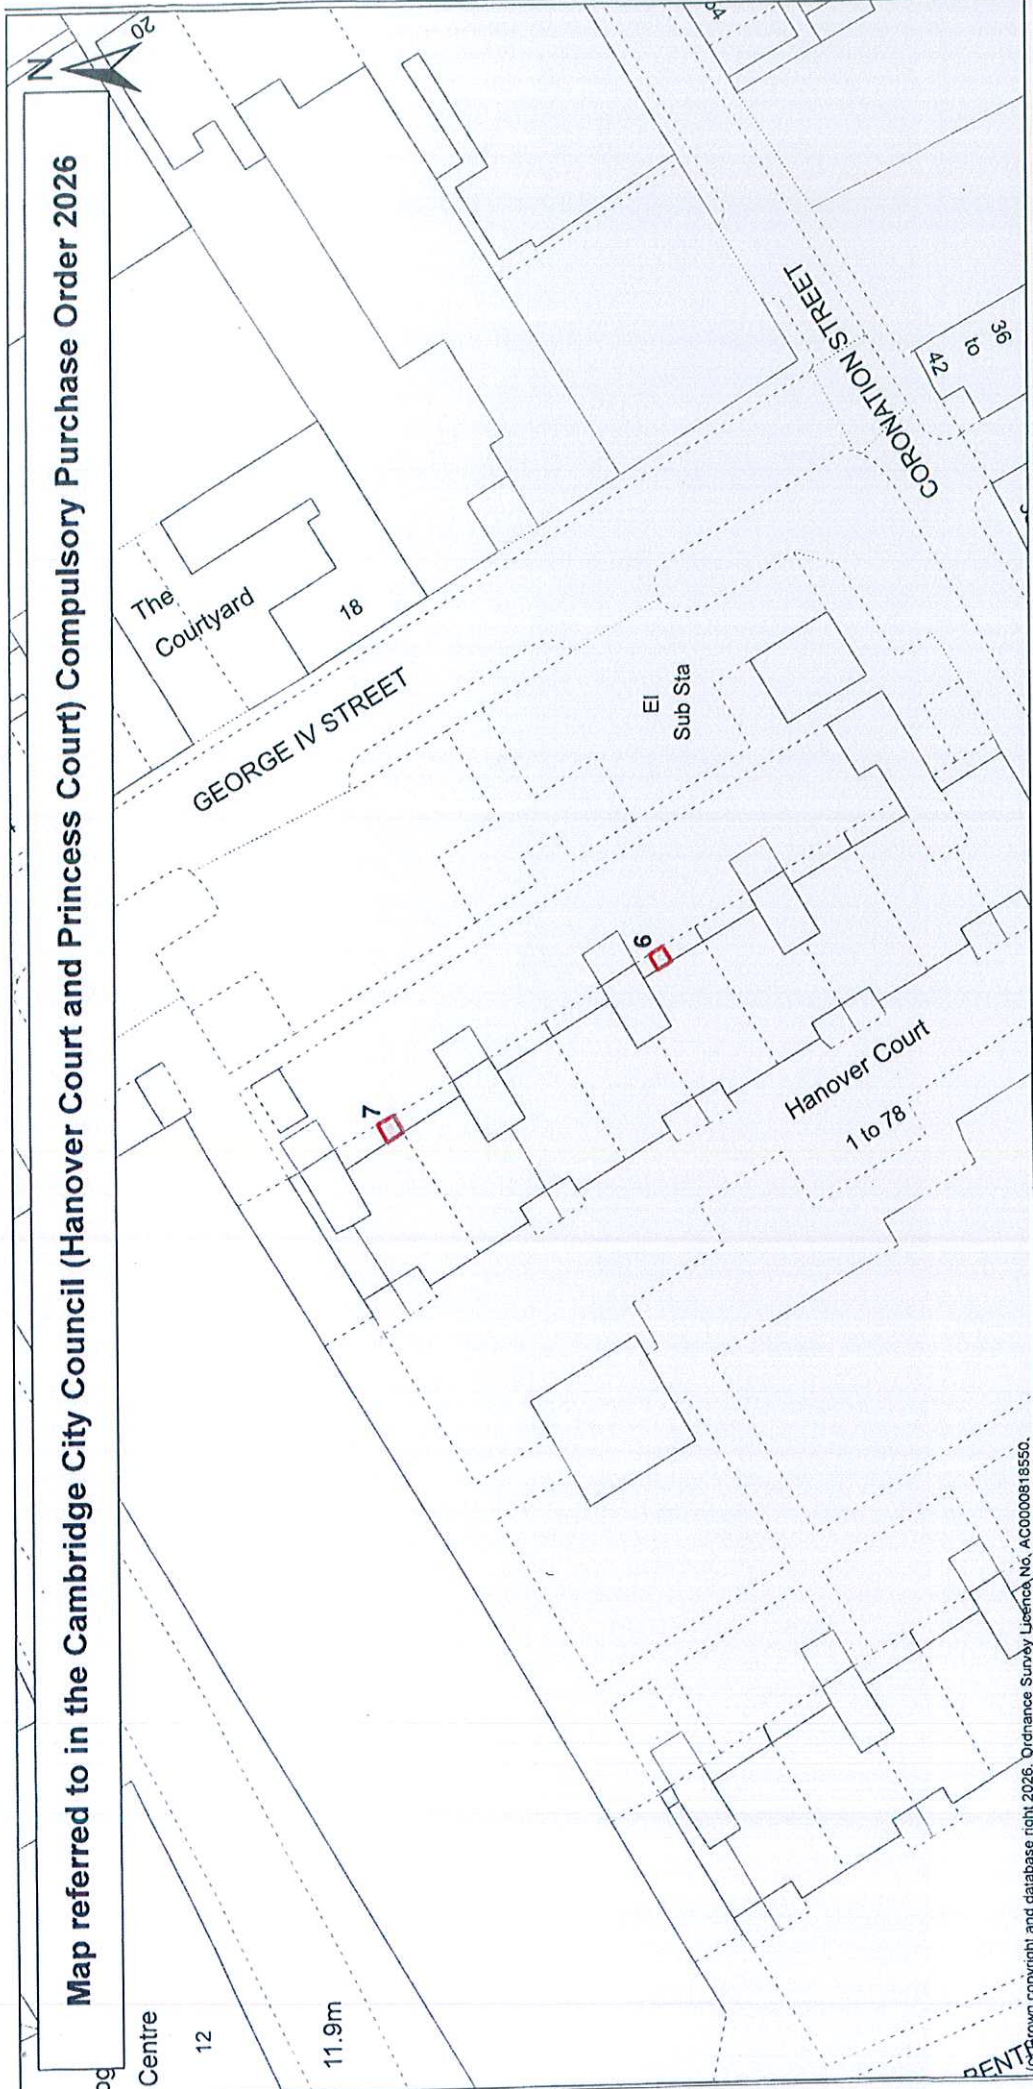 Map referred to in the Cambridge City Council (Hanover Court and Princess Court) Compulsory Purchase Order 2026
N
20
The
Courtyard
18
GEORGE IV STREET
CORONATION STREET
42
to
36
El
Sub Sta
6
7
Hanover Court
1 to 78
Centre
12
11.9m
Crown copyright and database right 2026. Ordnance Survey Licence No. AC0000818550.